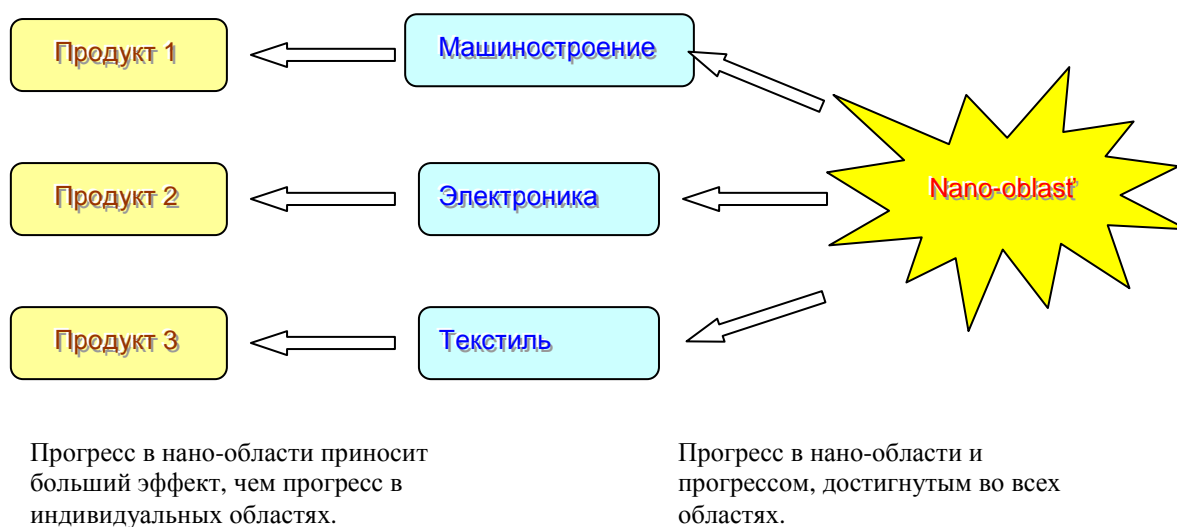 Продукт 1
Машиностроение
Продукт 2
Электроника
Nano-oblasť
Продукт 3
Текстиль
Прогресс в нано-области приносит
больший эффект, чем прогресс в
индивидуальных областях.
Прогресс в нано-области и
прогрессом, достигнутым во всех
областях.